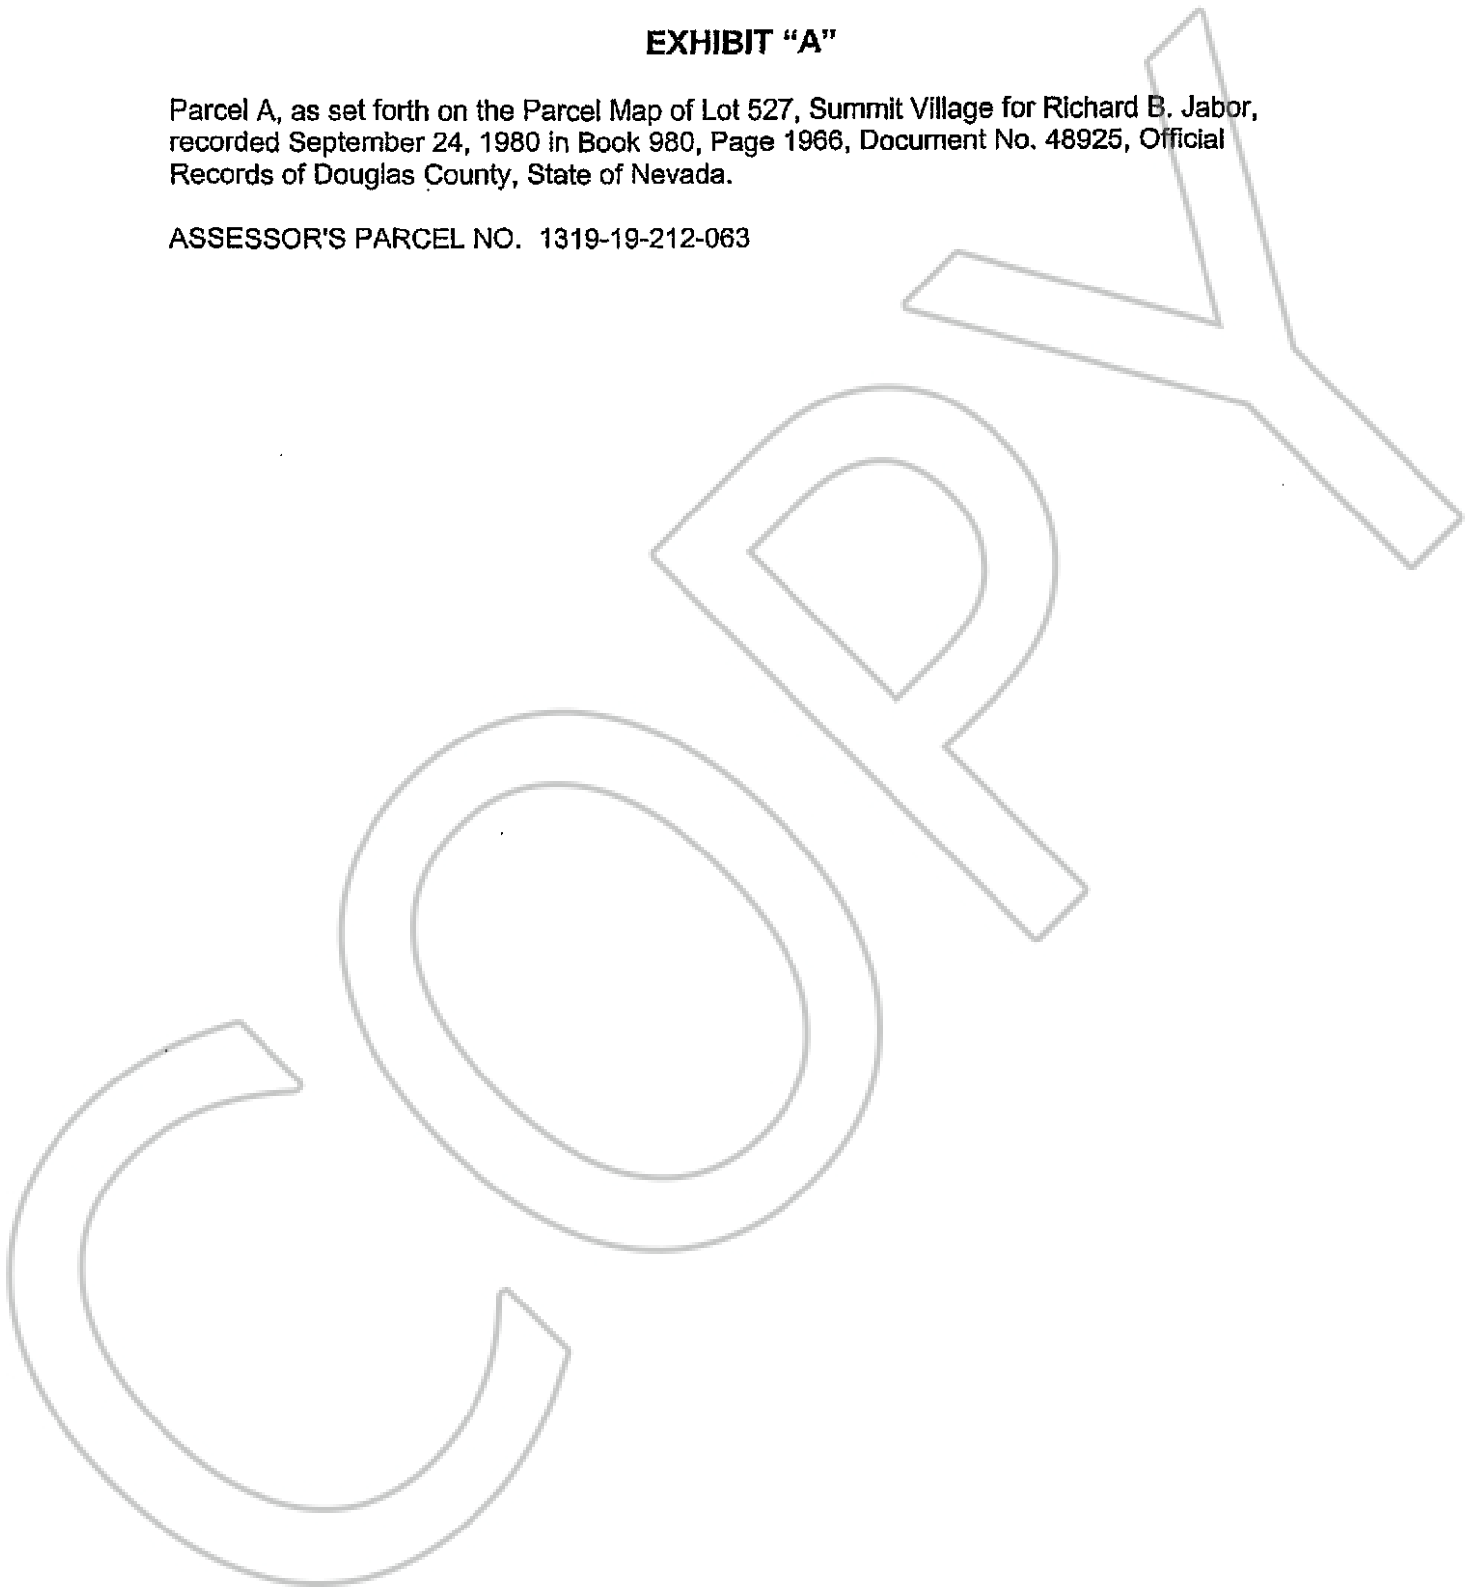 EXHIBIT “A”
Parcel A, as set forth on the Parcel Map of Lot 527, Summit Village for Richard B. Jabor,
recorded September 24, 1980 in Book 980, Page 1966, Document No. 48925, Official
Records of Douglas County, State of Nevada.
ASSESSOR'S PARCEL NO. 1319-19-212-063
COPY